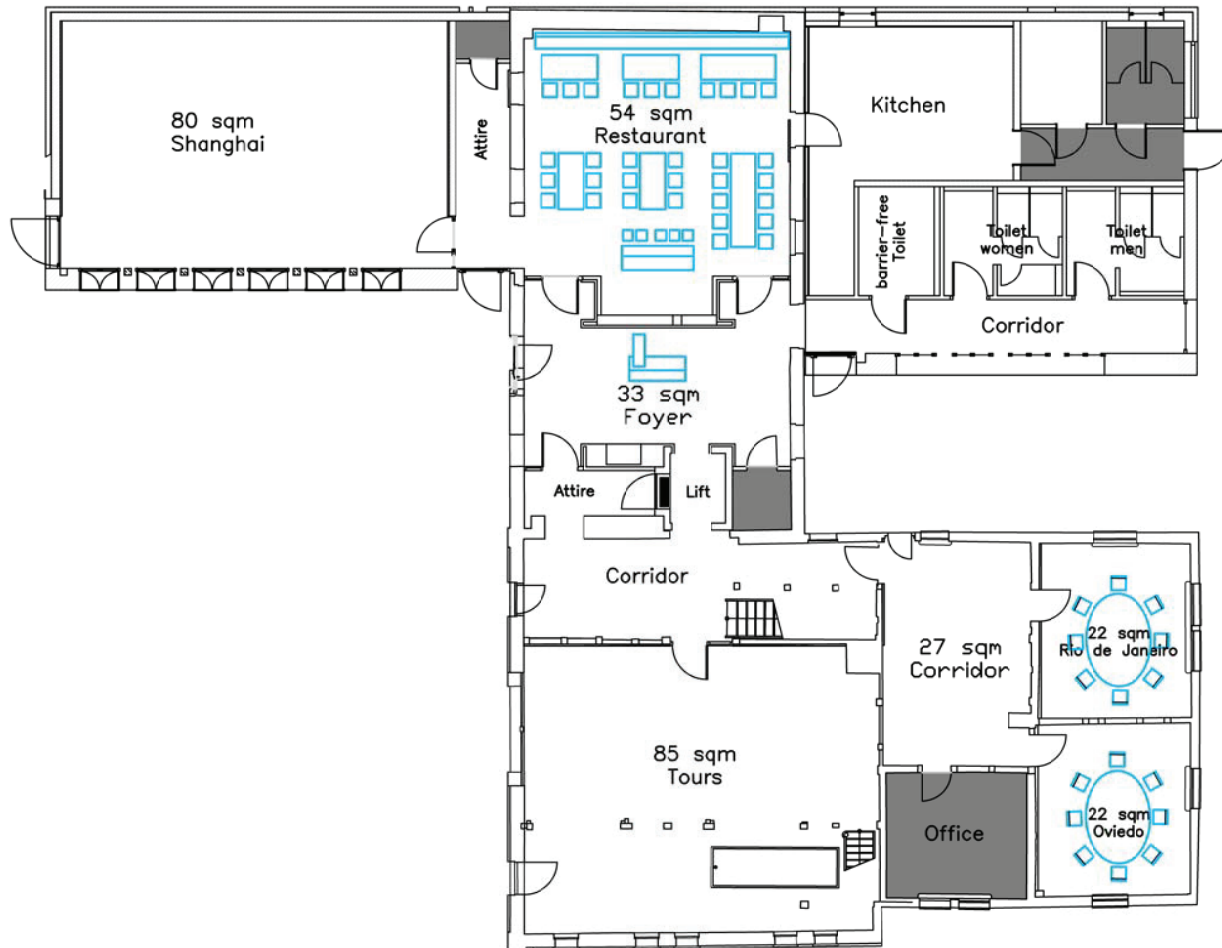 80 sqm
Shanghai
Attire
54 sqm
Restaurant
Kitchen
barrier-free
Toilet
Toilet
women
Toilet
men
Corridor
33 sqm
Foyer
Attire
Lift
Corridor
27 sqm
Corridor
22 sqm
Rio de Janeiro
85 sqm
Tours
Office
22 sqm
Oviedo